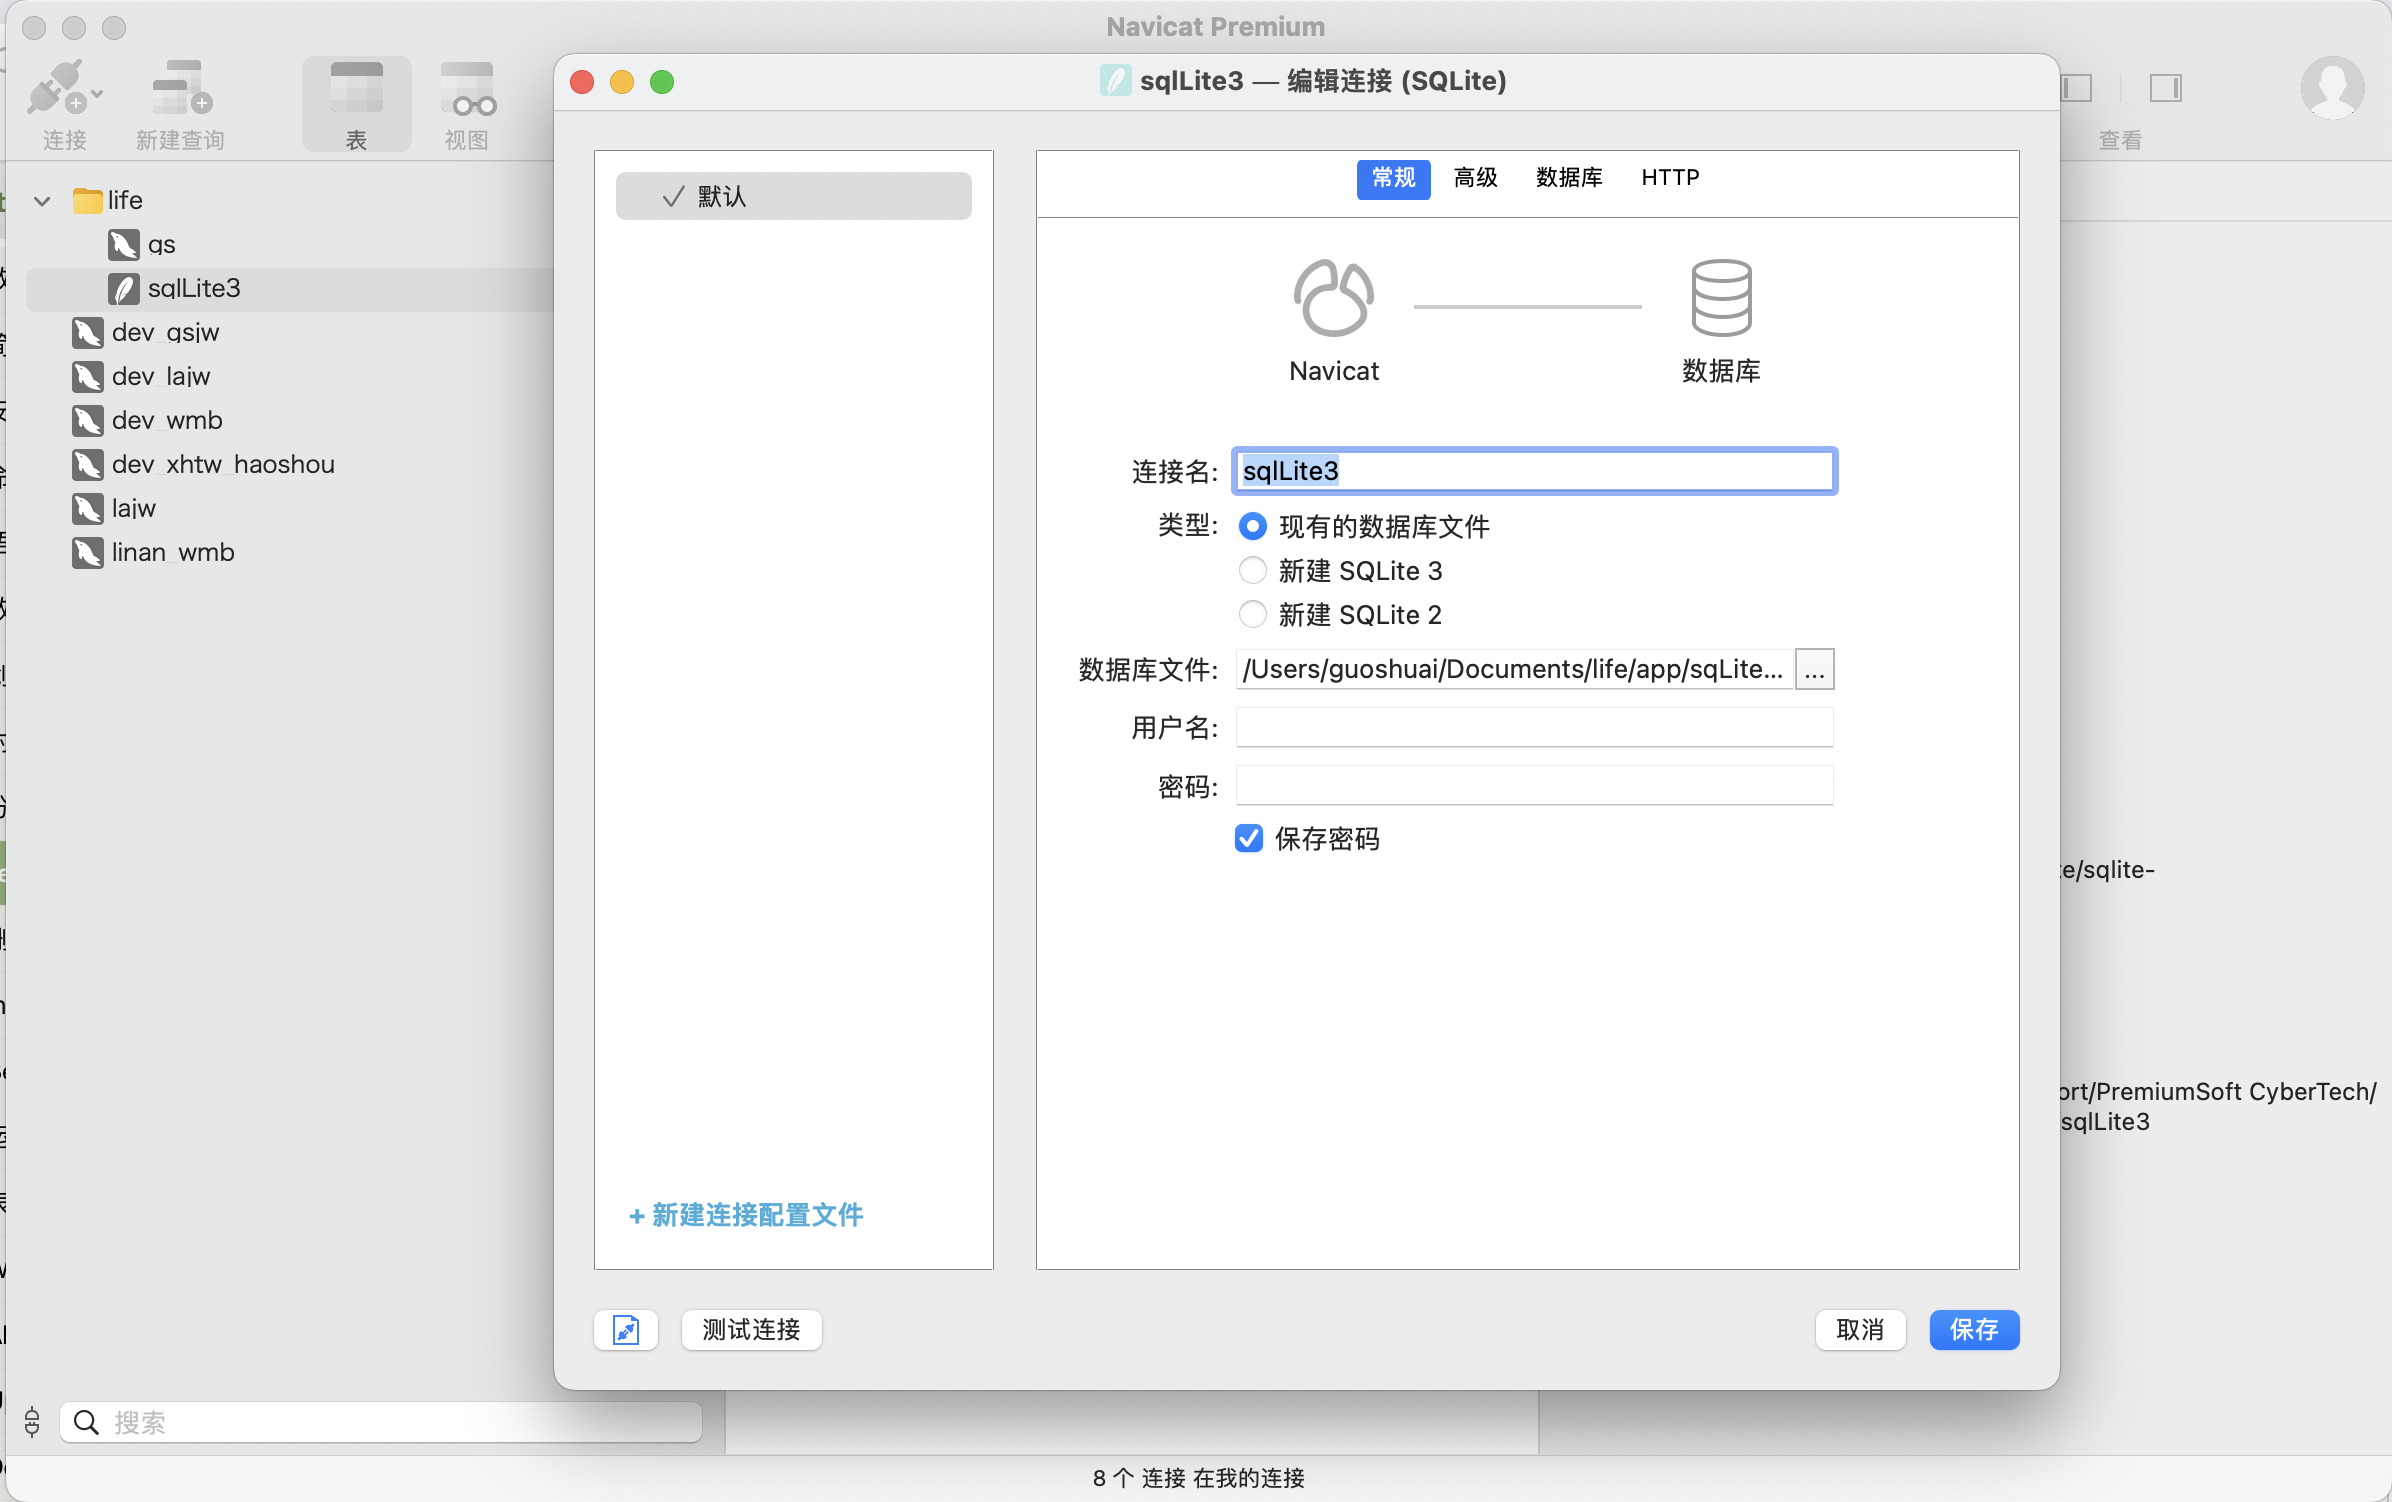 Navicat Premium
连接
新建查询
表
视图
查看
life
gs
sqlLite3
dev_gsjw
dev_lajw
dev_wmb
dev_xhtw_haoshou
lajw
linan_wmb
搜索
sqlLite3 — 编辑连接 (SQLite)
默认
+ 新建连接配置文件
常规 高级 数据库 HTTP
Navicat
数据库
连接名: sqlLite3
类型: 现有的数据库文件
新建 SQLite 3
新建 SQLite 2
数据库文件: /Users/guoshuai/Documents/life/app/sqLite... ...
用户名:
密码:
保存密码
测试连接
取消
保存
te/sqlite-
ort/PremiumSoft CyberTech/
sqlLite3
8 个 连接 在我的连接